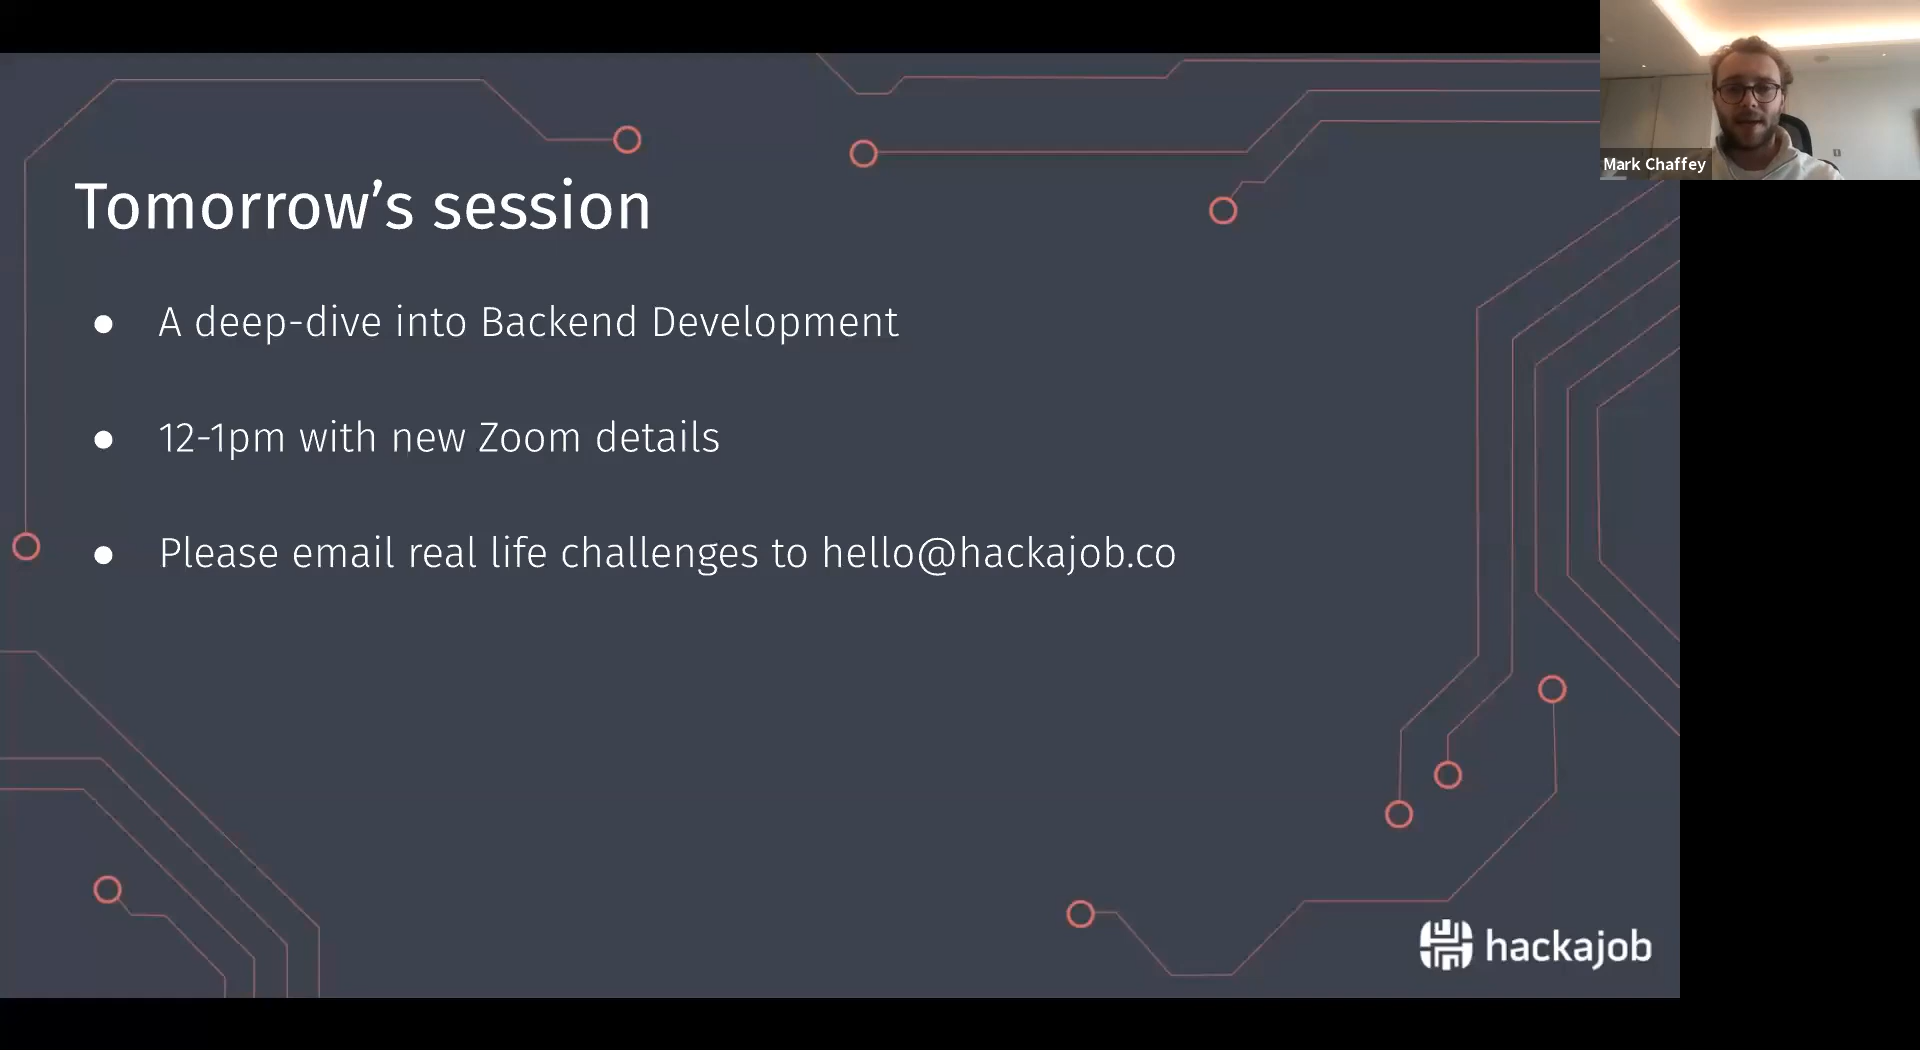 Mark Chaffey
Tomorrow’s session
● A deep-dive into Backend Development
● 12-1pm with new Zoom details
● Please email real life challenges to hello@hackajob.co
hackajob